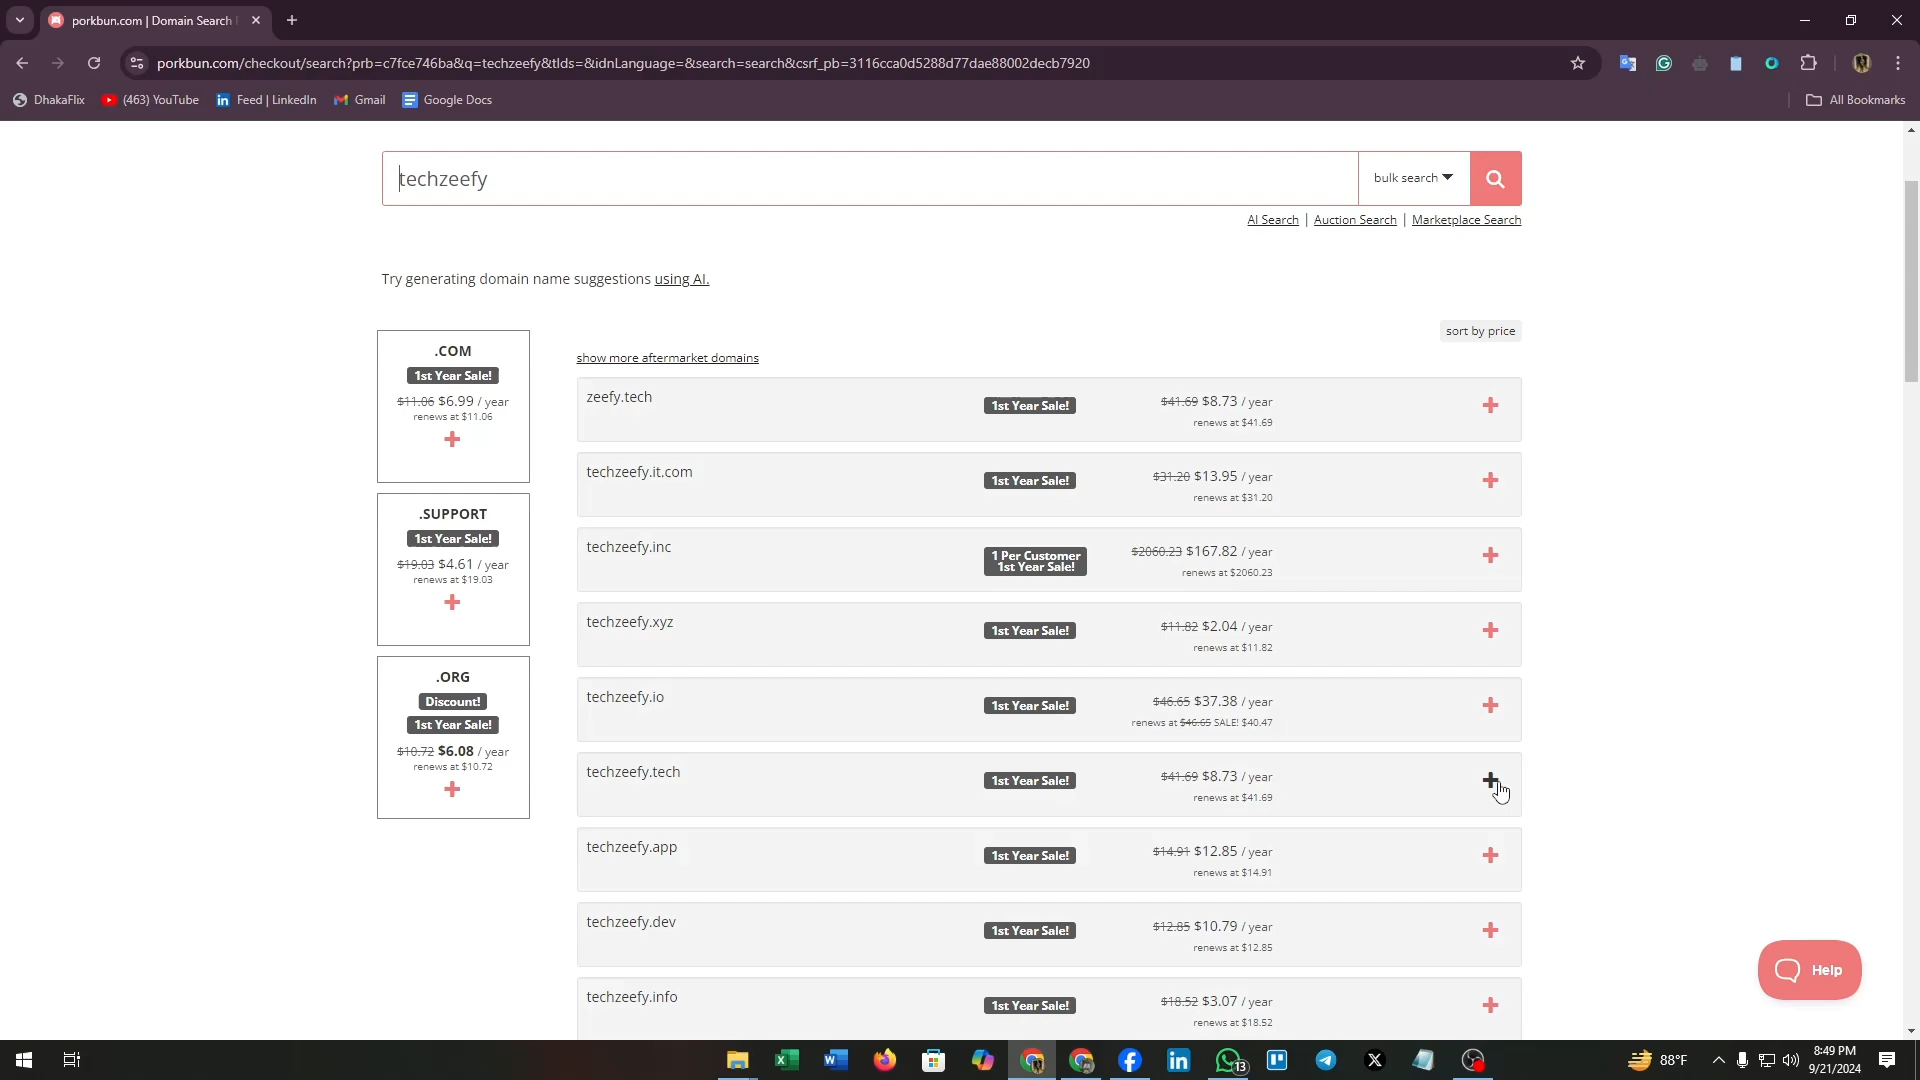 porkbun.com | Domain Search
porkbun.com/checkout/search?prb=c7fce746ba&q=techzeefy&tlds=&idnLanguage=&search=search&csrf_pb=3116cca0d5288d77dae88002decb7920
DhakaFlix
(463) YouTube
Feed | LinkedIn
Gmail
Google Docs
All Bookmarks
techzeefy
bulk search
AI Search | Auction Search | Marketplace Search
Try generating domain name suggestions using AI.
sort by price
.COM
1st Year Sale!
$11.06 $6.99 / year
renews at $11.06
.SUPPORT
1st Year Sale!
$19.03 $4.61 / year
renews at $19.03
.ORG
Discount!
1st Year Sale!
$10.72 $6.08 / year
renews at $10.72
show more aftermarket domains
zeefy.tech
1st Year Sale!
$41.69 $8.73 / year
renews at $41.69
techzeefy.it.com
1st Year Sale!
$31.20 $13.95 / year
renews at $31.20
techzeefy.inc
1 Per Customer
1st Year Sale!
$2060.23 $167.82 / year
renews at $2060.23
techzeefy.xyz
1st Year Sale!
$11.82 $2.04 / year
renews at $11.82
techzeefy.io
1st Year Sale!
$46.65 $37.38 / year
renews at $46.65 SALE! $40.47
techzeefy.tech
1st Year Sale!
$41.69 $8.73 / year
renews at $41.69
techzeefy.app
1st Year Sale!
$14.91 $12.85 / year
renews at $14.91
techzeefy.dev
1st Year Sale!
$12.85 $10.79 / year
renews at $12.85
techzeefy.info
1st Year Sale!
$18.52 $3.07 / year
renews at $18.52
Help
13
88°F
8:49 PM
9/21/2024